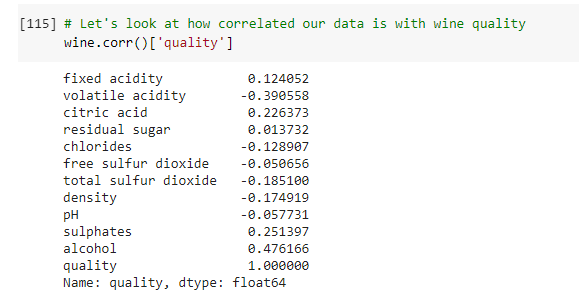 [115] # Let's look at how correlated our data is with wine quality
wine.corr()['quality']
fixed acidity 0.124052
volatile acidity -0.390558
citric acid 0.226373
residual sugar 0.013732
chlorides -0.128907
free sulfur dioxide -0.050656
total sulfur dioxide -0.185100
density -0.174919
pH -0.057731
sulphates 0.251397
alcohol 0.476166
quality 1.000000
Name: quality, dtype: float64